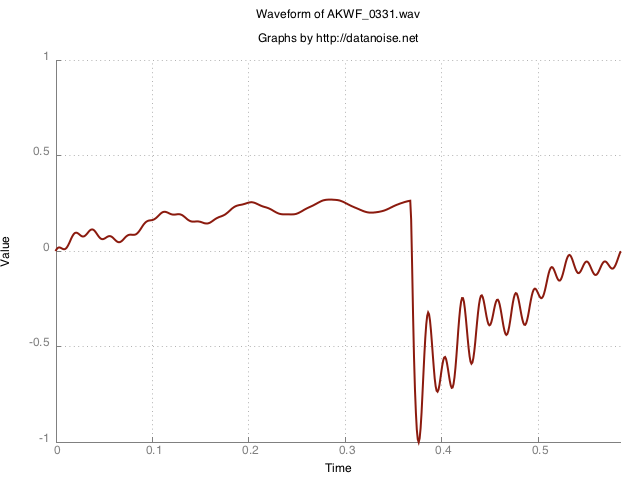 Waveform of AKWF_0331.wav
Graphs by http://datanoise.net
1
0.5
0
-0.5
-1
Value
0 0.1 0.2 0.3 0.4 0.5
Time